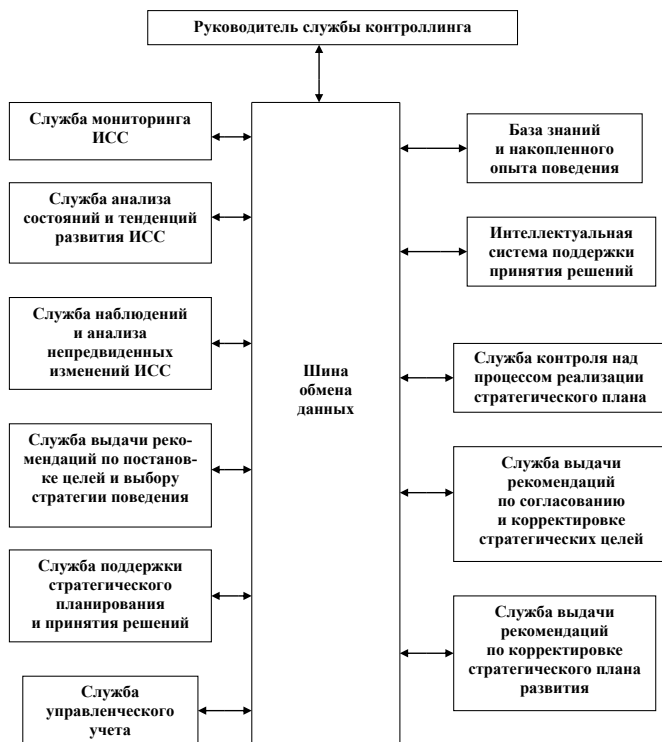 Руководитель службы контроллинга
Служба мониторинга
ИСС
Служба анализа
состояний и тенденций
развития ИСС
Служба наблюдений
и анализа
непредвиденных
изменений ИСС
Служба выдачи реко-
мендаций по постанов-
ке целей и выбору
стратегии поведения
Служба поддержки
стратегического
планирования
и принятия решений
Служба
управленческого
учета
Шина
обмена
данных
База знаний
и накопленного
опыта поведения
Интеллектуальная
система поддержки
принятия решений
Служба контроля над
процессом реализации
стратегического плана
Служба выдачи
рекомендаций
по согласованию
и корректировке
стратегических целей
Служба выдачи
рекомендаций
по корректировке
стратегического плана
развития